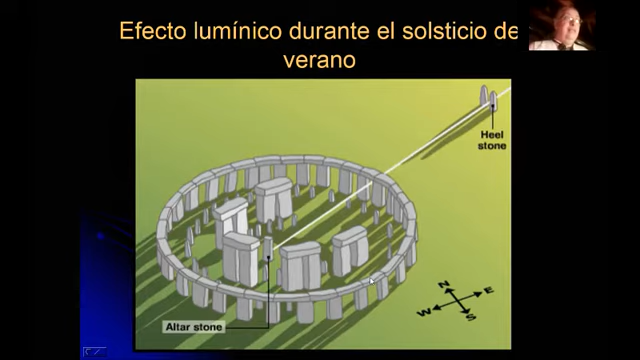 Efecto lumínico durante el solsticio de
verano
Heel
stone
N
E
W
S
Altar stone